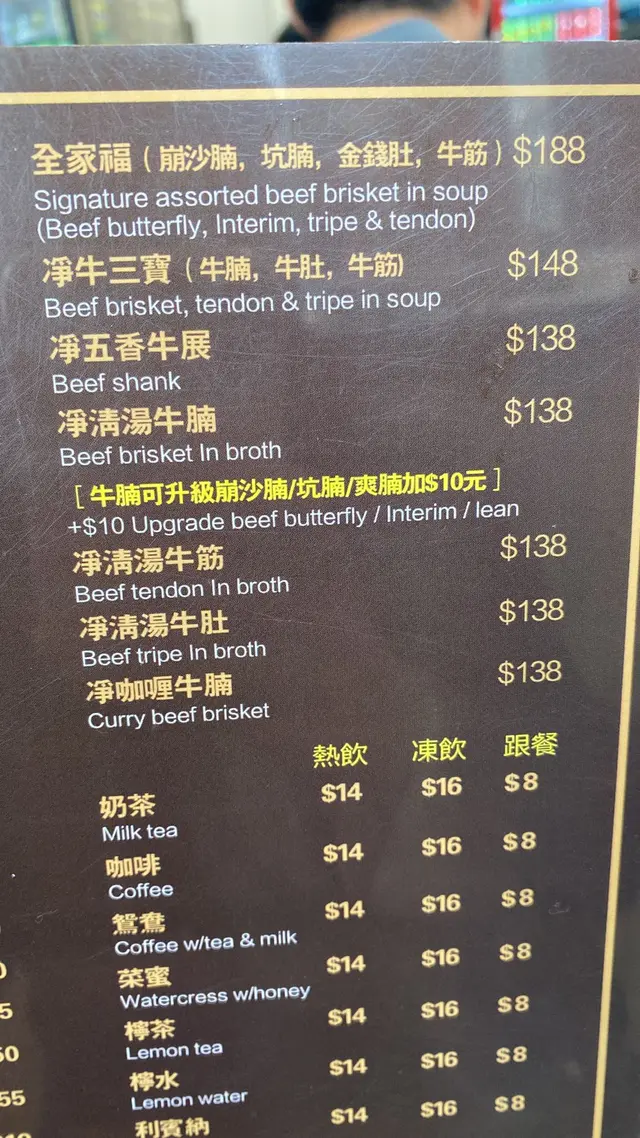 全家福（崩沙腩，坑腩，金錢肚，牛筋）$188
Signature assorted beef brisket in soup
(Beef butterfly, Interim, tripe & tendon)
凈牛三寶（牛腩，牛肚，牛筋） $148
Beef brisket, tendon & tripe in soup
凈五香牛展 $138
Beef shank
凈清湯牛腩 $138
Beef brisket In broth
[ 牛腩可升級崩沙腩/坑腩/爽腩加$10元 ]
+$10 Upgrade beef butterfly / Interim / lean
凈清湯牛筋 $138
Beef tendon In broth
凈清湯牛肚 $138
Beef tripe In broth
凈咖喱牛腩 $138
Curry beef brisket
熱飲 凍飲 跟餐
奶茶 $14 $16 $8
Milk tea
咖啡 $14 $16 $8
Coffee
鴛鴦 $14 $16 $8
Coffee w/tea & milk
菜蜜 $14 $16 $8
Watercress w/honey
檸茶 $14 $16 $8
Lemon tea
檸水 $14 $16 $8
Lemon water
利賓納 $14 $16 $8